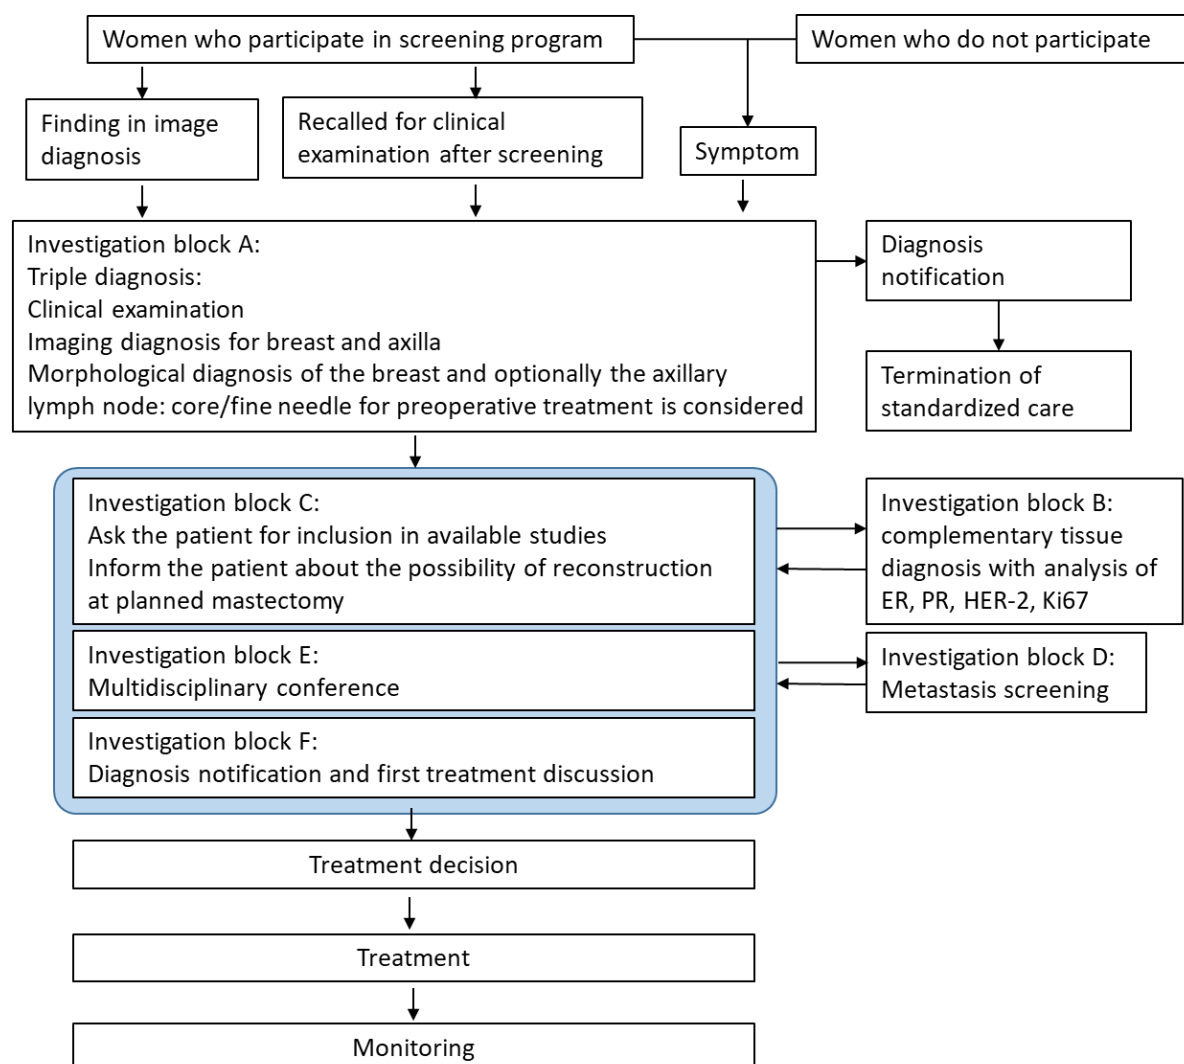 Women who participate in screening program
Women who do not participate
Finding in image
diagnosis
Recalled for clinical
examination after screening
Symptom
Investigation block A:
Triple diagnosis:
Clinical examination
Imaging diagnosis for breast and axilla
Morphological diagnosis of the breast and optionally the axillary
lymph node: core/fine needle for preoperative treatment is considered
Diagnosis
notification
Termination of
standardized care
Investigation block C:
Ask the patient for inclusion in available studies
Inform the patient about the possibility of reconstruction
at planned mastectomy
Investigation block B:
complementary tissue
diagnosis with analysis of
ER, PR, HER-2, Ki67
Investigation block E:
Multidisciplinary conference
Investigation block D:
Metastasis screening
Investigation block F:
Diagnosis notification and first treatment discussion
Treatment decision
Treatment
Monitoring